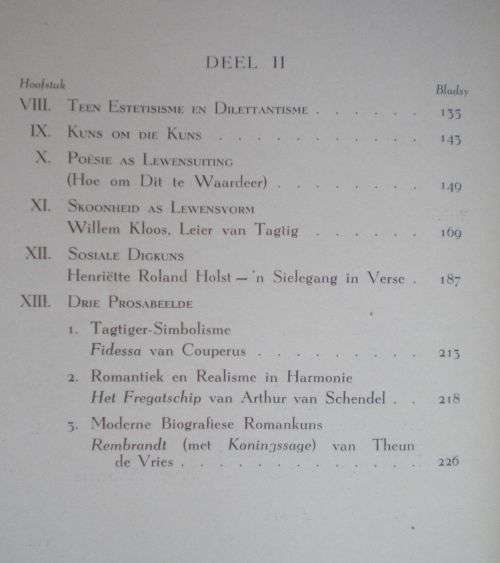 DEEL II
Hoofstuk Bladsy
VIII. Teen Estetisisme en Dilettantisme . . . . . . 135
IX. Kuns om die Kuns . . . . . . . . . . . 143
X. Poësie as Lewensuiting
(Hoe om Dit te Waardeer) . . . . . . . . 149
XI. Skoonheid as Lewensvorm
Willem Kloos, Leier van Tagtig . . . . . . 169
XII. Sosiale Digkuns
Henriëtte Roland Holst — 'n Sielegang in Verse . 187
XIII. Drie Prosabeelde
1. Tagtiger-Simbolisme
Fidessa van Couperus . . . . . . . . 213
2. Romantiek en Realisme in Harmonie
Het Fregatschip van Arthur van Schendel . . 218
3. Moderne Biografiese Romankuns
Rembrandt (met Koningssage) van Theun
de Vries . . . . . . . . . . . . 226